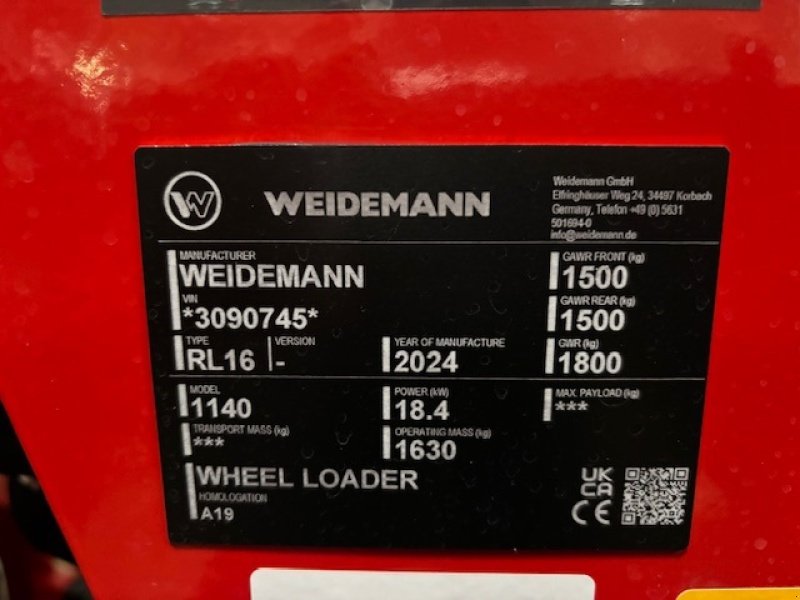 W WEIDEMANN
Weidemann GmbH
Elfringhäuser Weg 24, 34497 Korbach
Germany, Telefon +49 (0) 5631
501694-0
info@weidemann.de
MANUFACTURER
WEIDEMANN
VIN
*3090745*
TYPE VERSION
RL16 -
YEAR OF MANUFACTURE
2024
GAWR FRONT (kg)
1500
GAWR REAR (kg)
1500
GWR (kg)
1800
MODEL
1140
POWER (kW)
18.4
MAX. PAYLOAD (kg)
***
TRANSPORT MASS (kg)
***
OPERATING MASS (kg)
1630
WHEEL LOADER
HOMOLOGATION
A19
UK
CA
CE